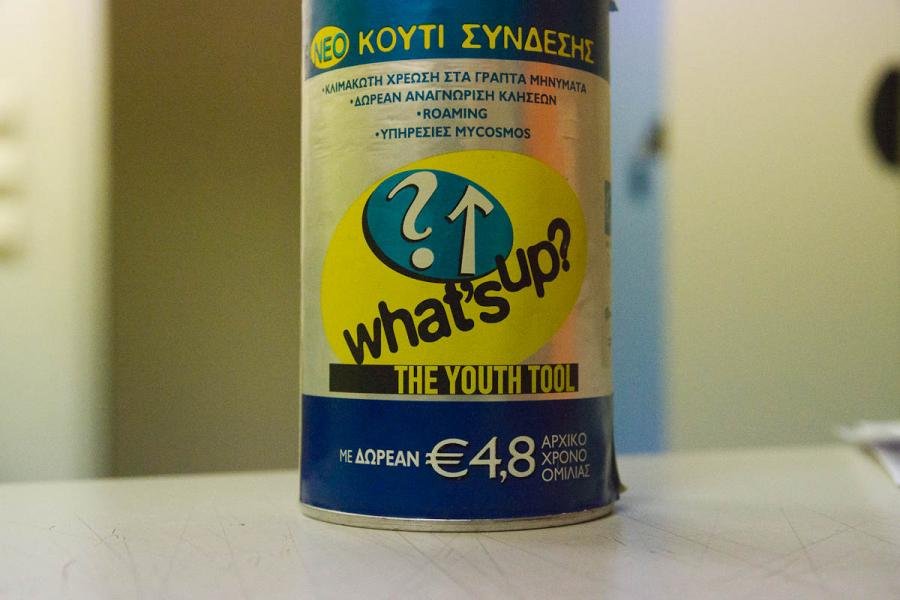 ΝΕΟ ΚΟΥΤΙ ΣΥΝΔΕΣΗΣ
•ΚΛΙΜΑΚΩΤΗ ΧΡΕΩΣΗ ΣΤΑ ΓΡΑΠΤΑ ΜΗΝΥΜΑΤΑ
•ΔΩΡΕΑΝ ΑΝΑΓΝΩΡΙΣΗ ΚΛΗΣΕΩΝ
•ROAMING
•ΥΠΗΡΕΣΙΕΣ MYCOSMOS
?↑
what's up?
THE YOUTH TOOL
ΜΕ ΔΩΡΕΑΝ €4,8 ΑΡΧΙΚΟ
ΧΡΟΝΟ
ΟΜΙΛΙΑΣ